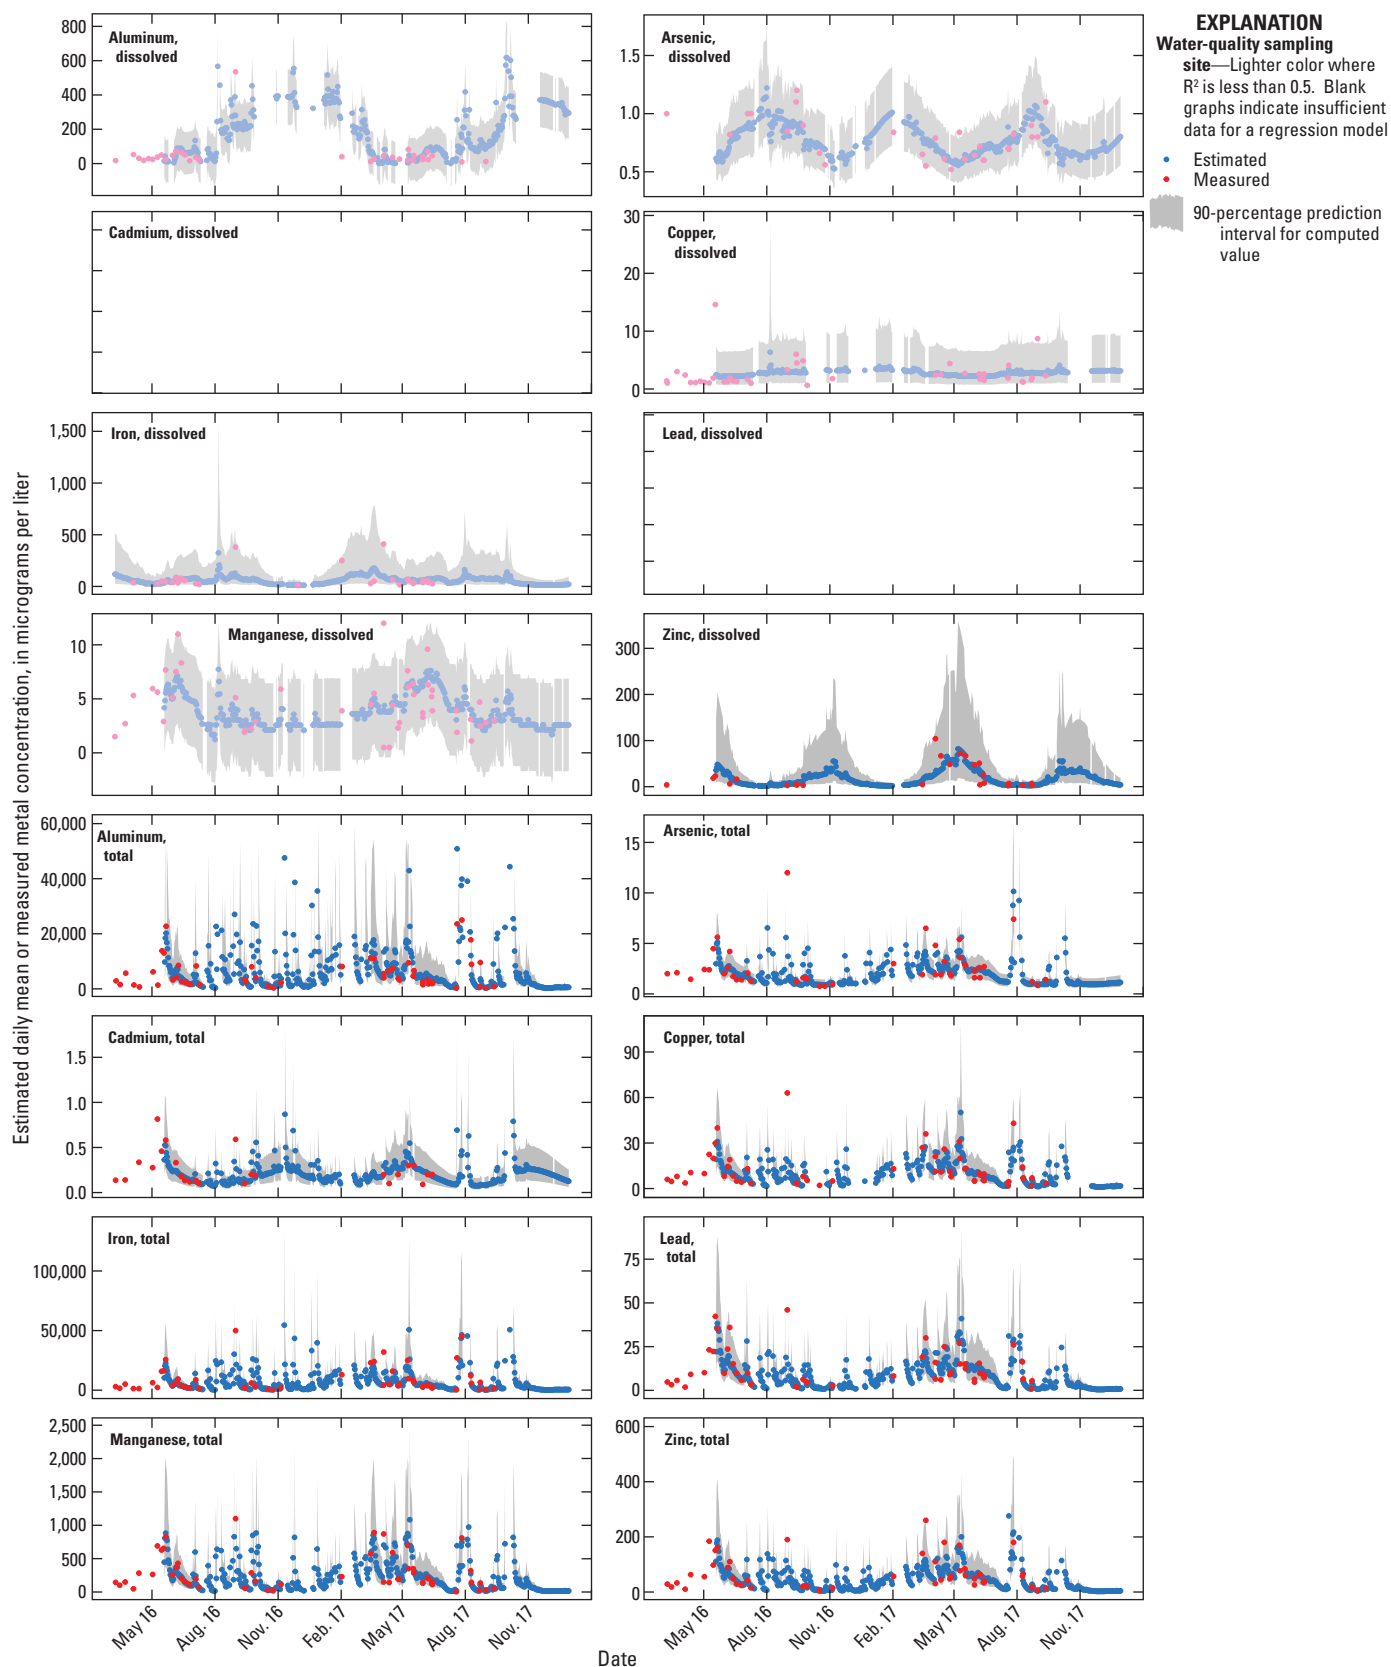 EXPLANATION
Water-quality sampling
site—Lighter color where
R² is less than 0.5. Blank
graphs indicate insufficient
data for a regression model
Estimated
Measured
90-percentage prediction
interval for computed
value
Estimated daily mean or measured metal concentration, in micrograms per liter
Aluminum,
dissolved
800
600
400
200
0
Arsenic,
dissolved
1.5
1.0
0.5
Cadmium, dissolved
Copper,
dissolved
30
20
10
0
Iron, dissolved
1,500
1,000
500
0
Lead, dissolved
Manganese, dissolved
10
5
0
Zinc, dissolved
300
200
100
0
Aluminum,
total
60,000
40,000
20,000
0
Arsenic, total
15
10
5
0
Cadmium, total
1.5
1.0
0.5
0.0
Copper, total
90
60
30
0
Iron, total
100,000
50,000
0
Lead,
total
75
50
25
0
Manganese, total
2,500
2,000
1,500
1,000
500
0
Zinc, total
600
400
200
0
May 16
Aug. 16
Nov. 16
Feb. 17
May 17
Aug. 17
Nov. 17
May 16
Aug. 16
Nov. 16
Feb. 17
May 17
Aug. 17
Nov. 17
Date